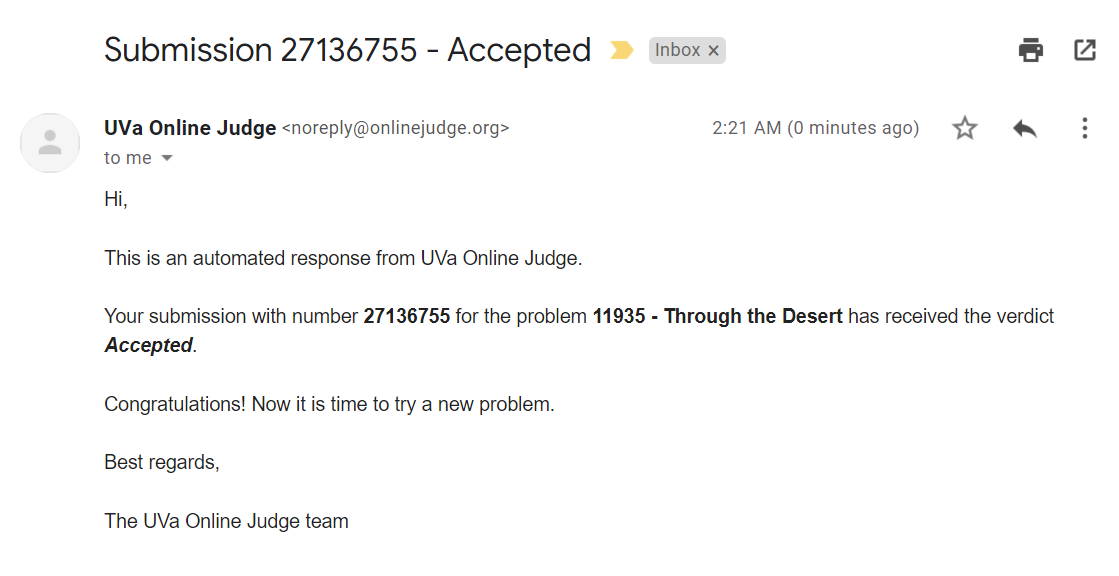 Submission 27136755 - Accepted Inbox x
UVa Online Judge <noreply@onlinejudge.org> 2:21 AM (0 minutes ago)
to me
Hi,
This is an automated response from UVa Online Judge.
Your submission with number 27136755 for the problem 11935 - Through the Desert has received the verdict
Accepted.
Congratulations! Now it is time to try a new problem.
Best regards,
The UVa Online Judge team